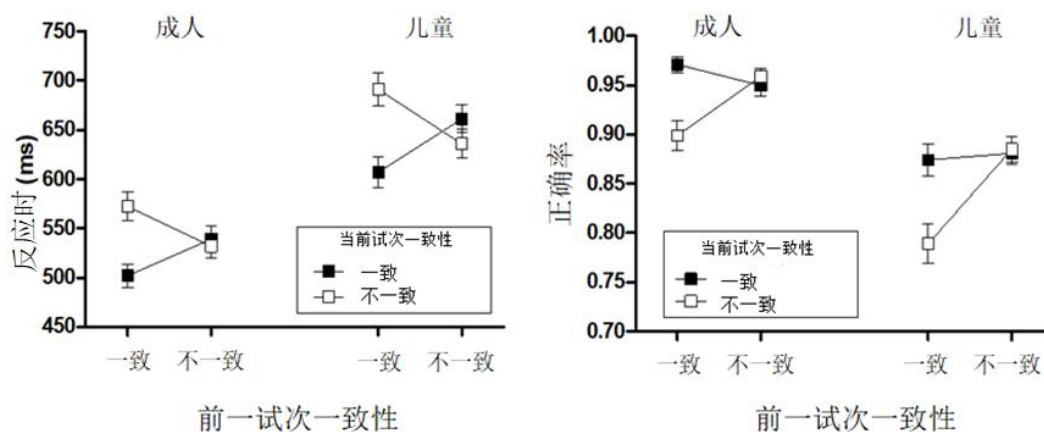 成人
儿童
750
700
650
600
550
500
450
反应时 (ms)
当前试次一致性
一致
不一致
一致
不一致
一致
不一致
前一试次一致性
成人
儿童
1.00
0.95
0.90
0.85
0.80
0.75
0.70
正确率
当前试次一致性
一致
不一致
一致
不一致
一致
不一致
前一试次一致性